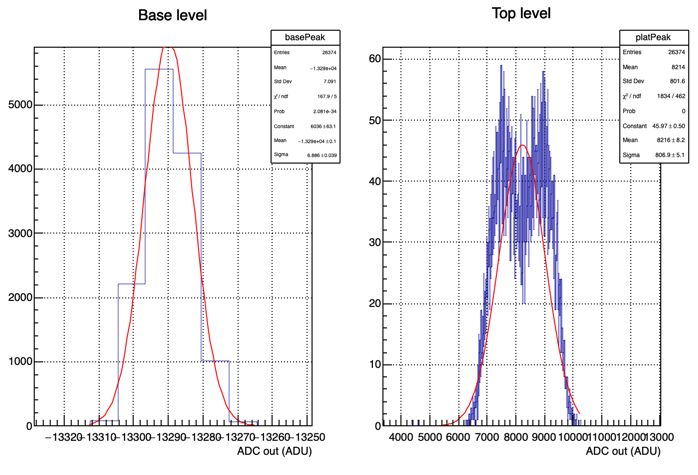 Base level
Top level
basePeak
Entries 26374
Mean −1.329e+04
Std Dev 7.091
χ² / ndf 167.9 / 5
Prob 2.081e-34
Constant 6036 ± 63.1
Mean −1.329e+04 ± 0.1
Sigma 6.886 ± 0.039
5000
4000
3000
2000
1000
0
−13320 −13310 −13300 −13290 −13280 −13270 −13260 −13250
ADC out (ADU)
platPeak
Entries 26374
Mean 8214
Std Dev 801.6
χ² / ndf 1834 / 462
Prob 0
Constant 45.97 ± 0.50
Mean 8216 ± 8.2
Sigma 806.9 ± 5.1
60
50
40
30
20
10
0
4000 5000 6000 7000 8000 9000 10000 11000 12000 13000
ADC out (ADU)